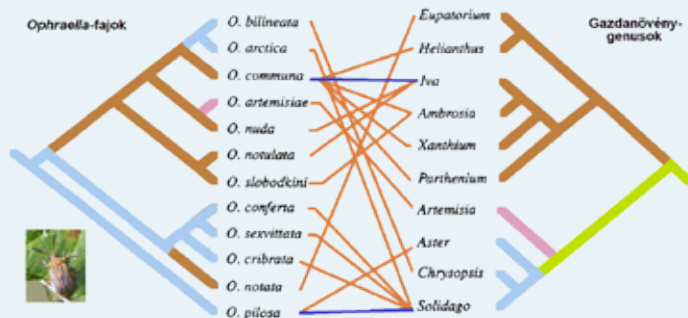 Ophraella-fajok
Gazdanövény-
genusok
O. bilineata
O. arctica
O. communa
O. artemisiae
O. nuda
O. notulata
O. slobodkini
O. conferta
O. sexvittata
O. cribrata
O. notata
O. pilosa
Eupatorium
Helianthus
Iva
Ambrosia
Xanthium
Parthenium
Artemisia
Aster
Chrysopsis
Solidago